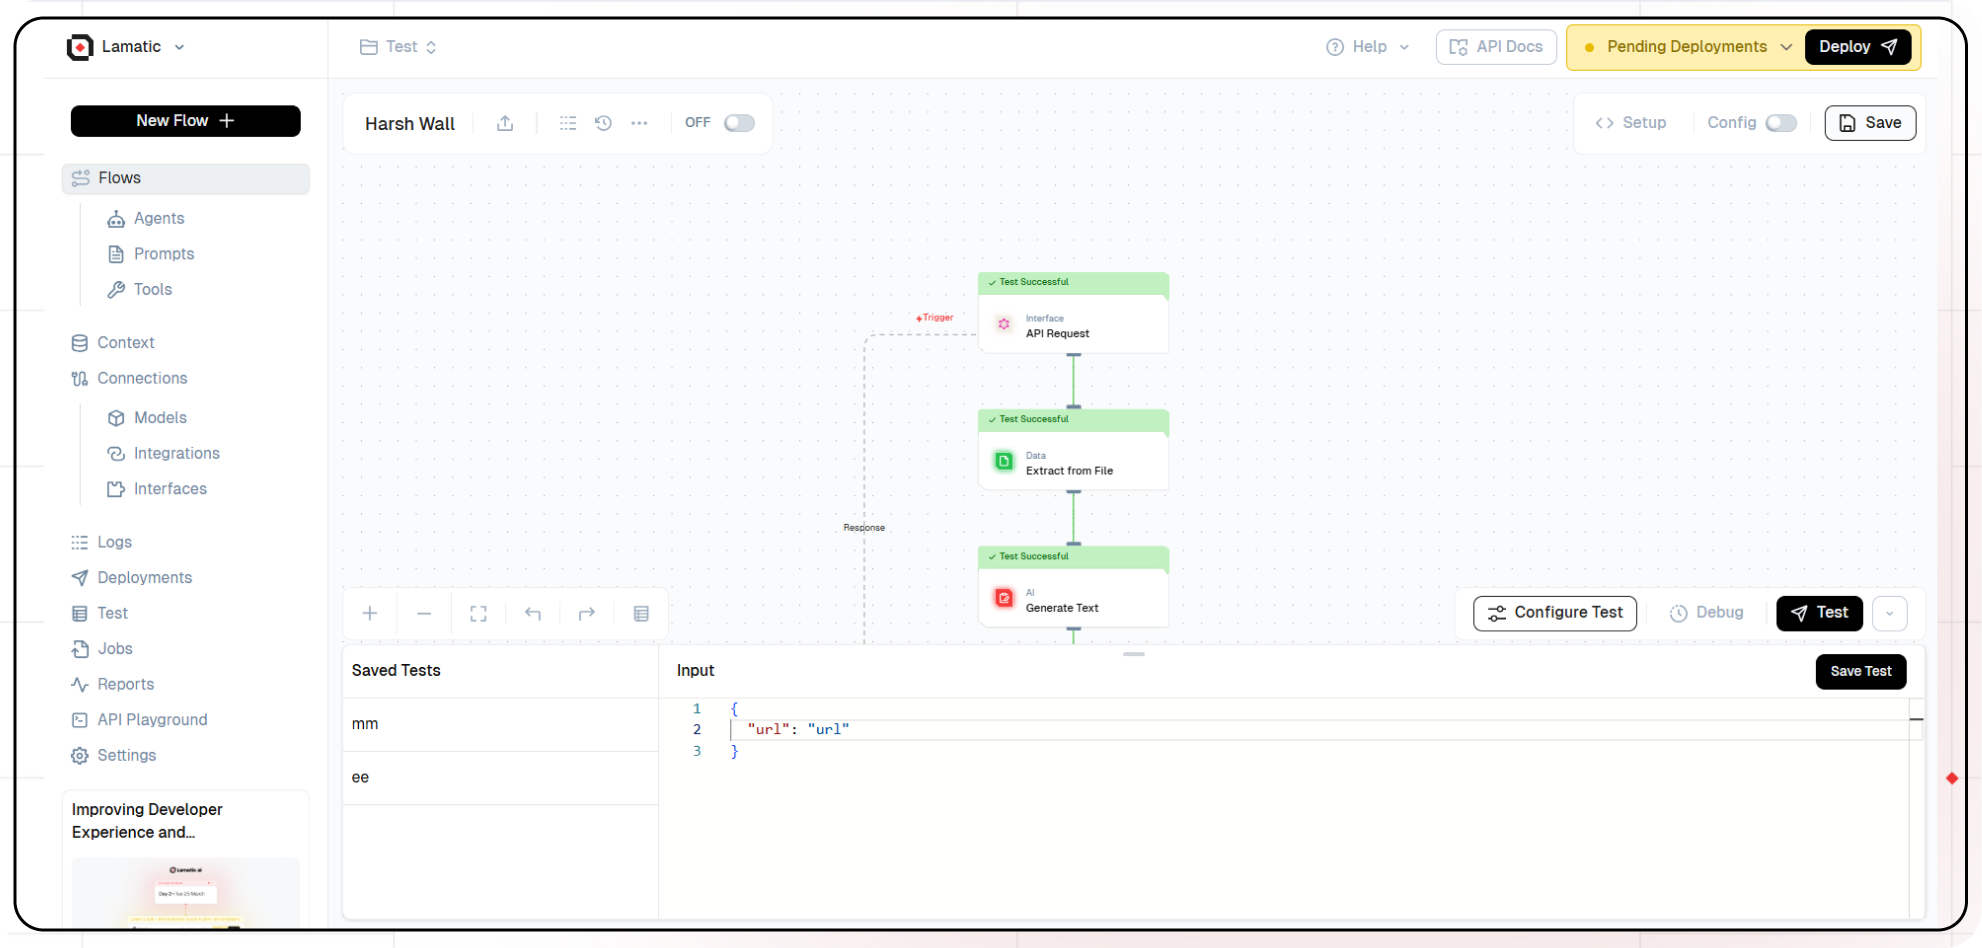 Lamatic
Test
Help
API Docs
Pending Deployments
Deploy
New Flow
Harsh Wall
OFF
Setup
Config
Save
Flows
Agents
Prompts
Tools
Context
Connections
Models
Integrations
Interfaces
Logs
Deployments
Test
Jobs
Reports
API Playground
Settings
Improving Developer
Experience and...
Lamatic.ai
Trigger
Test Successful
Interface
API Request
Test Successful
Data
Extract from File
Response
Test Successful
AI
Generate Text
Configure Test
Debug
Test
Saved Tests
mm
ee
Input
Save Test
1 {
2 "url": "url"
3 }